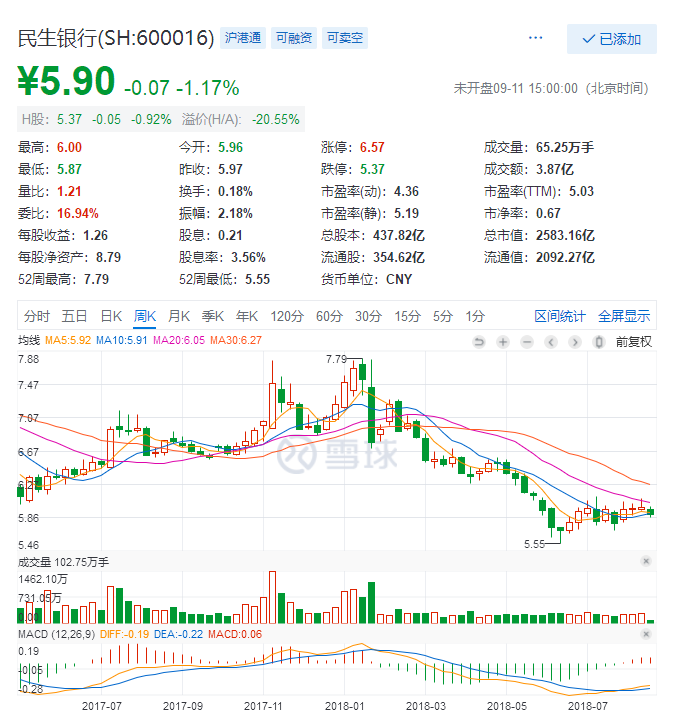 民生银行(SH:600016) 沪港通 可融资 可卖空 ··· ✓已添加
¥5.90 -0.07 -1.17% 未开盘09-11 15:00:00 (北京时间)
H股: 5.37 -0.05 -0.92% 溢价(H/A): -20.55%
最高: 6.00 今开: 5.96 涨停: 6.57 成交量: 65.25万手
最低: 5.87 昨收: 5.97 跌停: 5.37 成交额: 3.87亿
量比: 1.21 换手: 0.18% 市盈率(动): 4.36 市盈率(TTM): 5.03
委比: 16.94% 振幅: 2.18% 市盈率(静): 5.19 市净率: 0.67
每股收益: 1.26 股息: 0.21 总股本: 437.82亿 总市值: 2583.16亿
每股净资产: 8.79 股息率: 3.56% 流通股: 354.62亿 流通值: 2092.27亿
52周最高: 7.79 52周最低: 5.55 货币单位: CNY
分时 五日 日K 周K 月K 季K 年K 120分 60分 30分 15分 5分 1分 区间统计 全屏显示
均线 MA5:5.92 MA10:5.91 MA20:6.05 MA30:6.27 前复权
7.88
7.79
7.47
7.07
6.67
雪球
5.86
5.46
5.55
成交量 102.75万手
1462.10万
731.05万
MACD (12,26,9) DIFF:-0.19 DEA:-0.22 MACD:0.06
0.19
-0.05
-0.28
2017-07 2017-09 2017-11 2018-01 2018-03 2018-05 2018-07